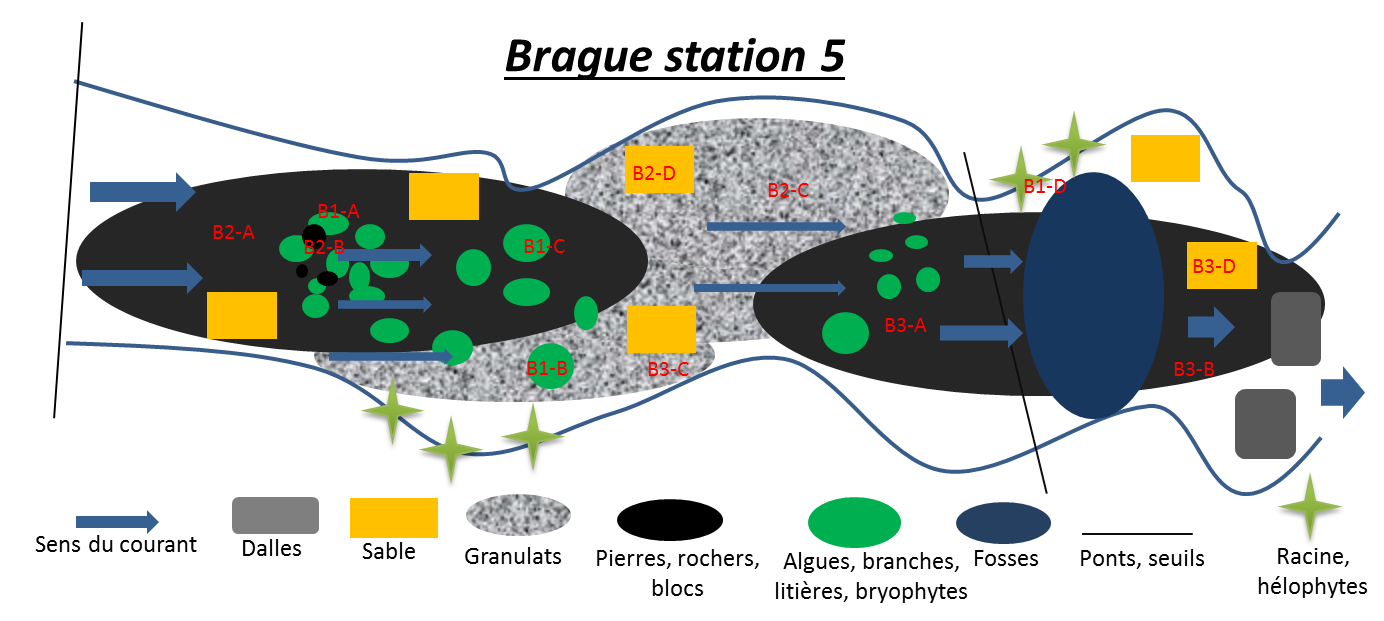 Brague station 5
B2-D
B2-C
B1-D
B1-A
B2-A
B2-B
B1-C
B3-D
B3-A
B1-B
B3-C
B3-B
Sens du courant
Dalles
Sable
Granulats
Pierres, rochers,
blocs
Algues, branches,
litières, bryophytes
Fosses
Ponts, seuils
Racine,
hélophytes